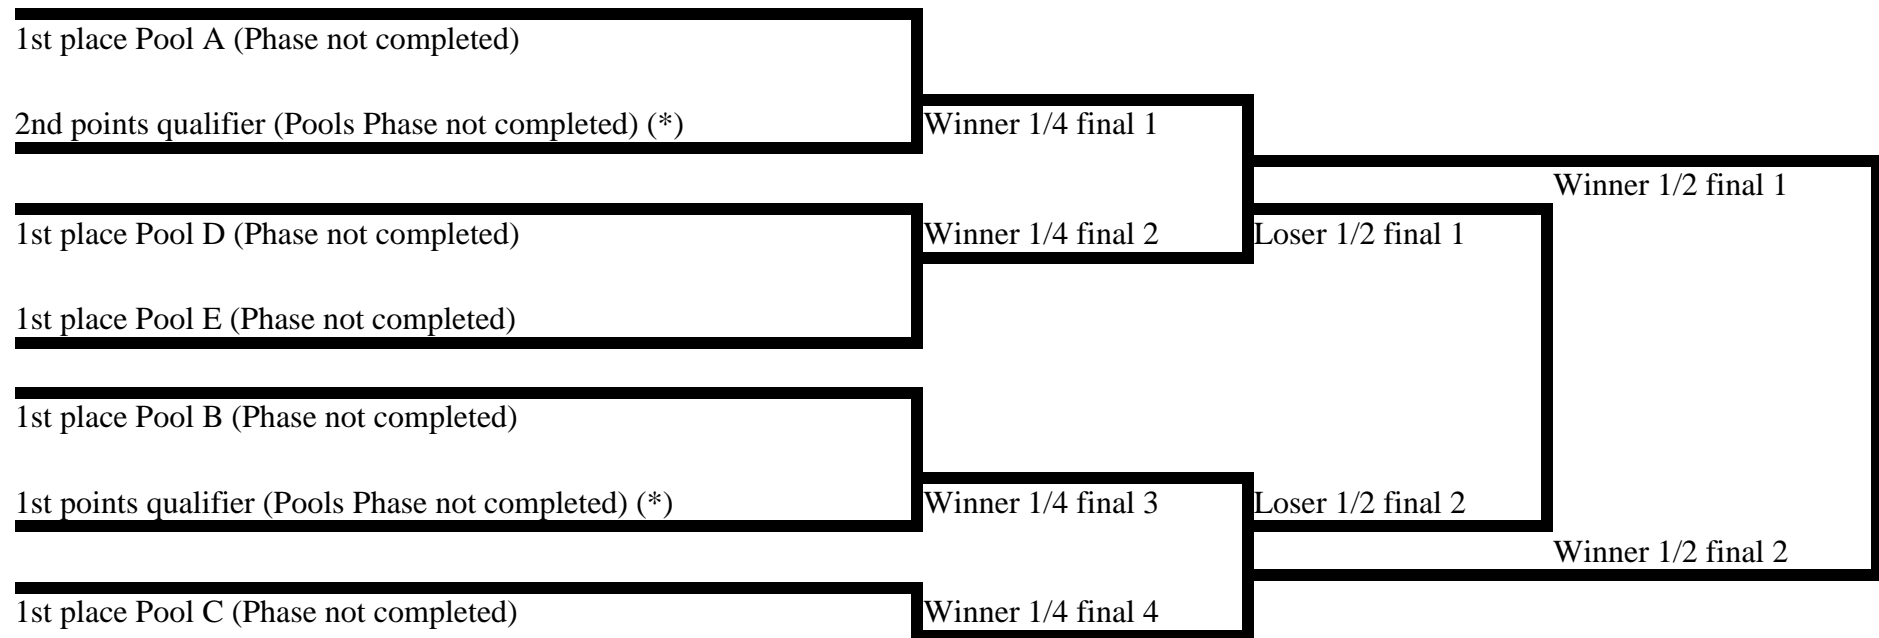 1st place Pool A (Phase not completed)
2nd points qualifier (Pools Phase not completed) (*)
Winner 1/4 final 1
Winner 1/2 final 1
1st place Pool D (Phase not completed)
Winner 1/4 final 2
Loser 1/2 final 1
1st place Pool E (Phase not completed)
1st place Pool B (Phase not completed)
1st points qualifier (Pools Phase not completed) (*)
Winner 1/4 final 3
Loser 1/2 final 2
Winner 1/2 final 2
1st place Pool C (Phase not completed)
Winner 1/4 final 4